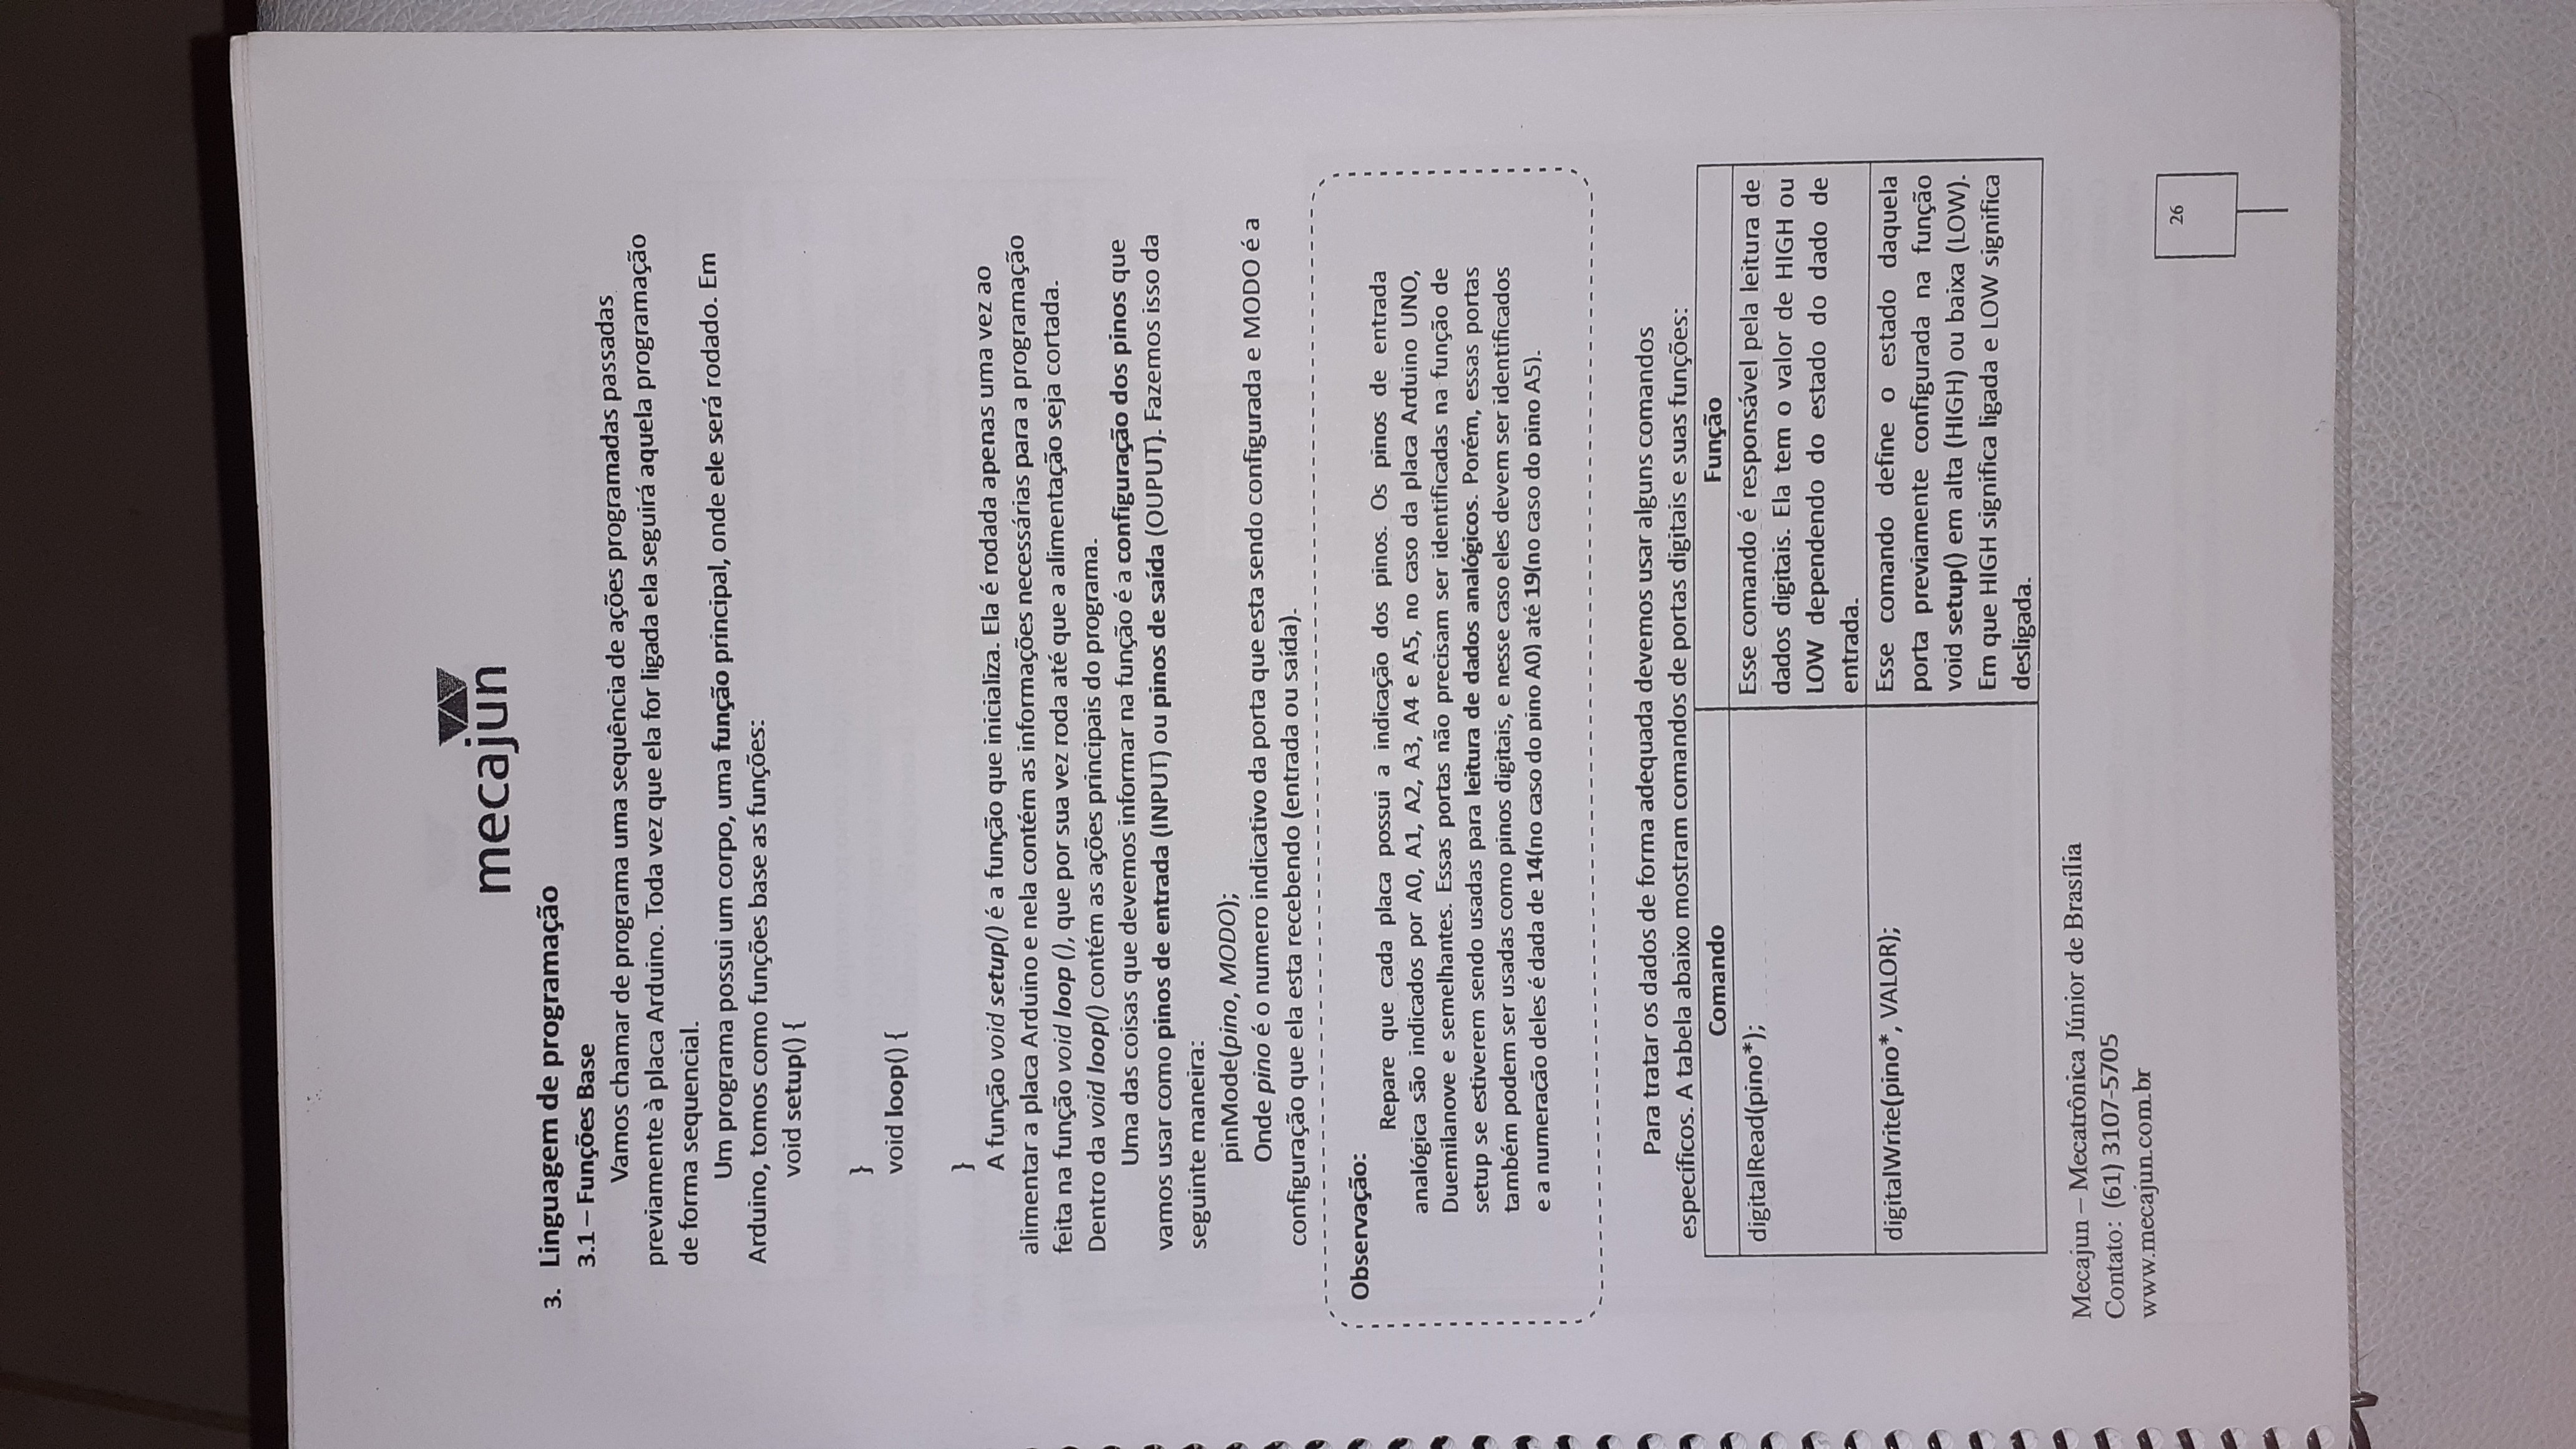 mecajun
3. Linguagem de programação
3.1 – Funções Base
Vamos chamar de programa uma sequência de ações programadas passadas
previamente à placa Arduino. Toda vez que ela for ligada ela seguirá aquela programação
de forma sequencial.
Um programa possui um corpo, uma função principal, onde ele será rodado. Em
Arduino, tomos como funções base as funções:
void setup() {
}
void loop() {
}
A função void setup() é a função que inicializa. Ela é rodada apenas uma vez ao
alimentar a placa Arduino e nela contém as informações necessárias para a programação
feita na função void loop (), que por sua vez roda até que a alimentação seja cortada.
Dentro da void loop() contém as ações principais do programa.
Uma das coisas que devemos informar na função é a configuração dos pinos que
vamos usar como pinos de entrada (INPUT) ou pinos de saída (OUPUT). Fazemos isso da
seguinte maneira:
pinMode(pino, MODO);
Onde pino é o numero indicativo da porta que esta sendo configurada e MODO é a
configuração que ela esta recebendo (entrada ou saída).
Observação:
Repare que cada placa possui a indicação dos pinos. Os pinos de entrada
analógica são indicados por A0, A1, A2, A3, A4 e A5, no caso da placa Arduino UNO,
Duemilanove e semelhantes. Essas portas não precisam ser identificadas na função de
setup se estiverem sendo usadas para leitura de dados analógicos. Porém, essas portas
também podem ser usadas como pinos digitais, e nesse caso eles devem ser identificados
e a numeração deles é dada de 14(no caso do pino A0) até 19(no caso do pino A5).
Para tratar os dados de forma adequada devemos usar alguns comandos
específicos. A tabela abaixo mostram comandos de portas digitais e suas funções:
Comando
Função
digitalRead(pino*);
Esse comando é responsável pela leitura de
dados digitais. Ela tem o valor de HIGH ou
LOW dependendo do estado do dado de
entrada.
digitalWrite(pino*, VALOR);
Esse comando define o estado daquela
porta previamente configurada na função
void setup() em alta (HIGH) ou baixa (LOW).
Em que HIGH significa ligada e LOW significa
desligada.
Mecajun – Mecatrônica Júnior de Brasília
Contato: (61) 3107-5705
www.mecajun.com.br
26